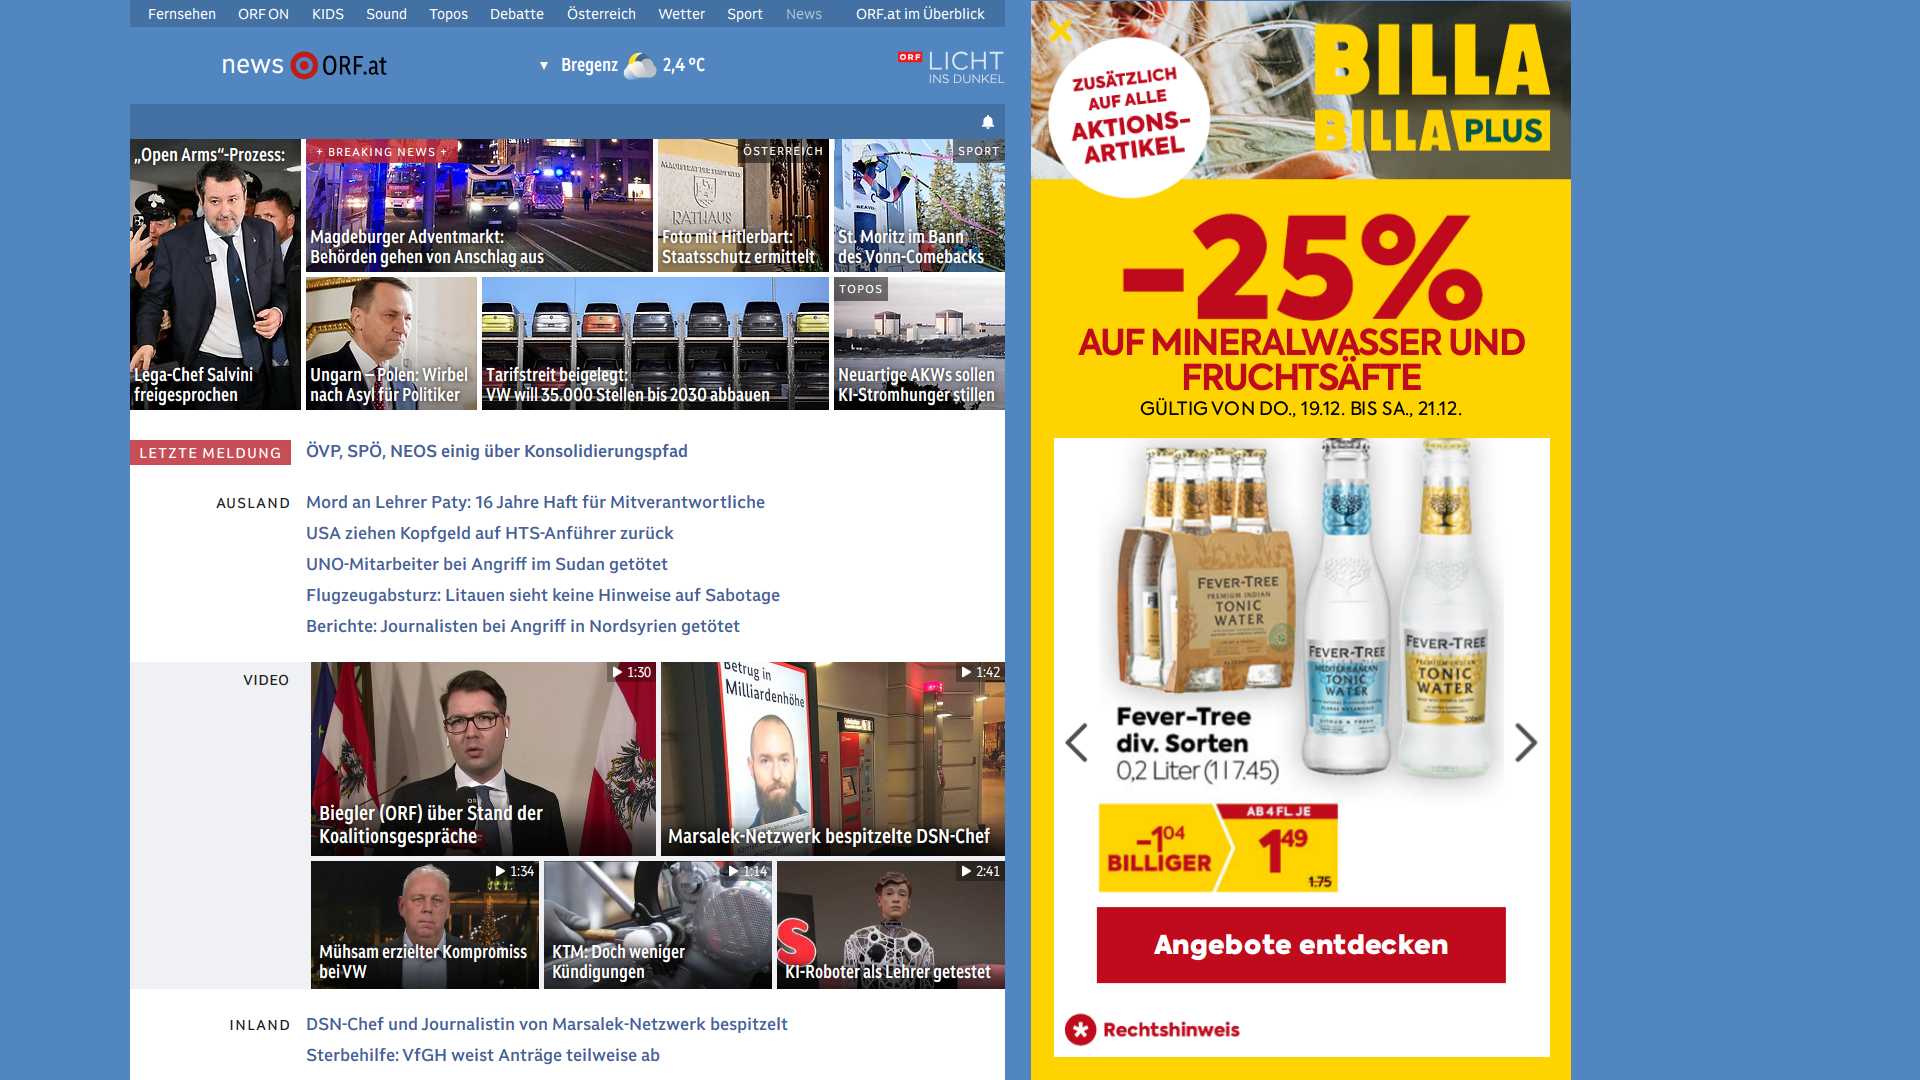 Fernsehen ORF ON KIDS Sound Topos Debatte Österreich Wetter Sport News ORF.at im Überblick
news ORF.at
Bregenz 2,4 °C
ORF LICHT
INS DUNKEL
„Open Arms“-Prozess:
Lega-Chef Salvini
freigesprochen
+ BREAKING NEWS +
Magdeburger Adventmarkt:
Behörden gehen von Anschlag aus
ÖSTERREICH
RATHAUS
Foto mit Hitlerbart:
Staatsschutz ermittelt
SPORT
St. Moritz im Bann
des Vonn-Comebacks
Ungarn – Polen: Wirbel
nach Asyl für Politiker
Tarifstreit beigelegt:
VW will 35.000 Stellen bis 2030 abbauen
TOPOS
Neuartige AKWs sollen
KI-Stromhunger stillen
LETZTE MELDUNG
ÖVP, SPÖ, NEOS einig über Konsolidierungspfad
AUSLAND
Mord an Lehrer Paty: 16 Jahre Haft für Mitverantwortliche
USA ziehen Kopfgeld auf HTS-Anführer zurück
UNO-Mitarbeiter bei Angriff im Sudan getötet
Flugzeugabsturz: Litauen sieht keine Hinweise auf Sabotage
Berichte: Journalisten bei Angriff in Nordsyrien getötet
VIDEO
1:30
Biegler (ORF) über Stand der
Koalitionsgespräche
1:42
Betrug in
Milliardenhöhe
Marsalek-Netzwerk bespitzelte DSN-Chef
1:34
Mühsam erzielter Kompromiss
bei VW
1:14
KTM: Doch weniger
Kündigungen
2:41
S
KI-Roboter als Lehrer getestet
INLAND
DSN-Chef und Journalistin von Marsalek-Netzwerk bespitzelt
Sterbehilfe: VfGH weist Anträge teilweise ab
ZUSÄTZLICH
AUF ALLE
AKTIONS-
ARTIKEL
BILLA
BILLA PLUS
-25%
AUF MINERALWASSER UND
FRUCHTSÄFTE
GÜLTIG VON DO., 19.12. BIS SA., 21.12.
FEVER-TREE
PREMIUM INDIAN
TONIC
WATER
FEVER-TREE
MEDITERRANEAN
TONIC
WATER
FEVER-TREE
TONIC
WATER
Fever-Tree
div. Sorten
0,2 Liter (1 l 7.45)
-104
BILLIGER
AB 4 FL. JE
149
1.75
Angebote entdecken
Rechtshinweis